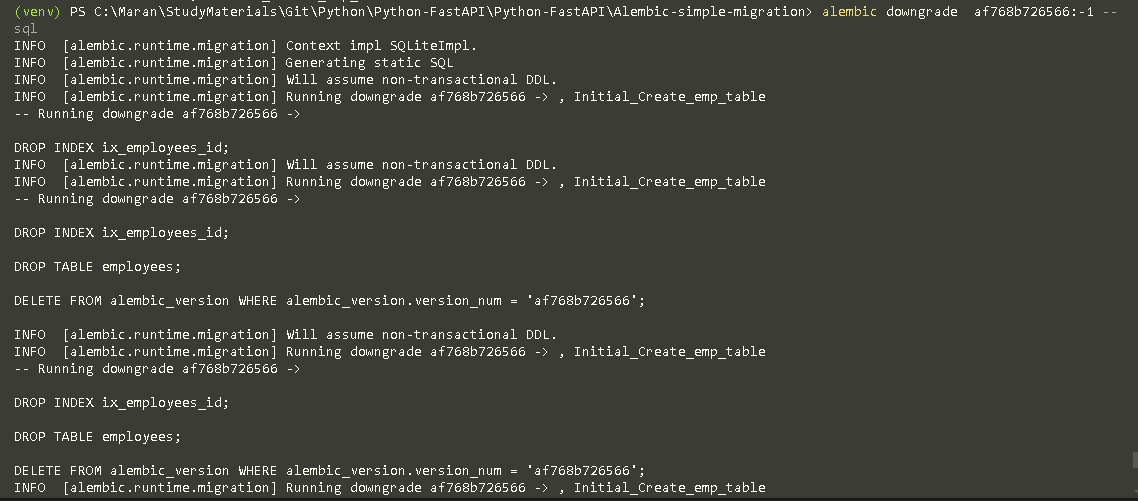 (venv) PS C:\Maran\StudyMaterials\Git\Python\Python-FastAPI\Python-FastAPI\Alembic-simple-migration> alembic downgrade  af768b726566:-1 --
sql
INFO  [alembic.runtime.migration] Context impl SQLiteImpl.
INFO  [alembic.runtime.migration] Generating static SQL
INFO  [alembic.runtime.migration] Will assume non-transactional DDL.
INFO  [alembic.runtime.migration] Running downgrade af768b726566 -> , Initial_Create_emp_table
-- Running downgrade af768b726566 ->
DROP INDEX ix_employees_id;
INFO  [alembic.runtime.migration] Will assume non-transactional DDL.
INFO  [alembic.runtime.migration] Running downgrade af768b726566 -> , Initial_Create_emp_table
-- Running downgrade af768b726566 ->
DROP INDEX ix_employees_id;
DROP TABLE employees;
DELETE FROM alembic_version WHERE alembic_version.version_num = 'af768b726566';
INFO  [alembic.runtime.migration] Will assume non-transactional DDL.
INFO  [alembic.runtime.migration] Running downgrade af768b726566 -> , Initial_Create_emp_table
-- Running downgrade af768b726566 ->
DROP INDEX ix_employees_id;
DROP TABLE employees;
DELETE FROM alembic_version WHERE alembic_version.version_num = 'af768b726566';
INFO  [alembic.runtime.migration] Running downgrade af768b726566 -> , Initial_Create_emp_table